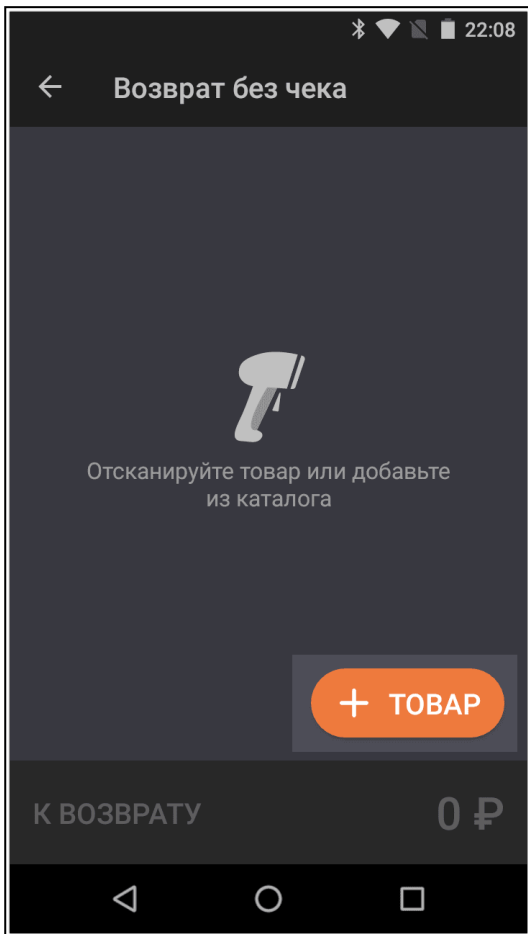 22:08
Возврат без чека
Отсканируйте товар или добавьте
из каталога
+ ТОВАР
К ВОЗВРАТУ 0 ₽